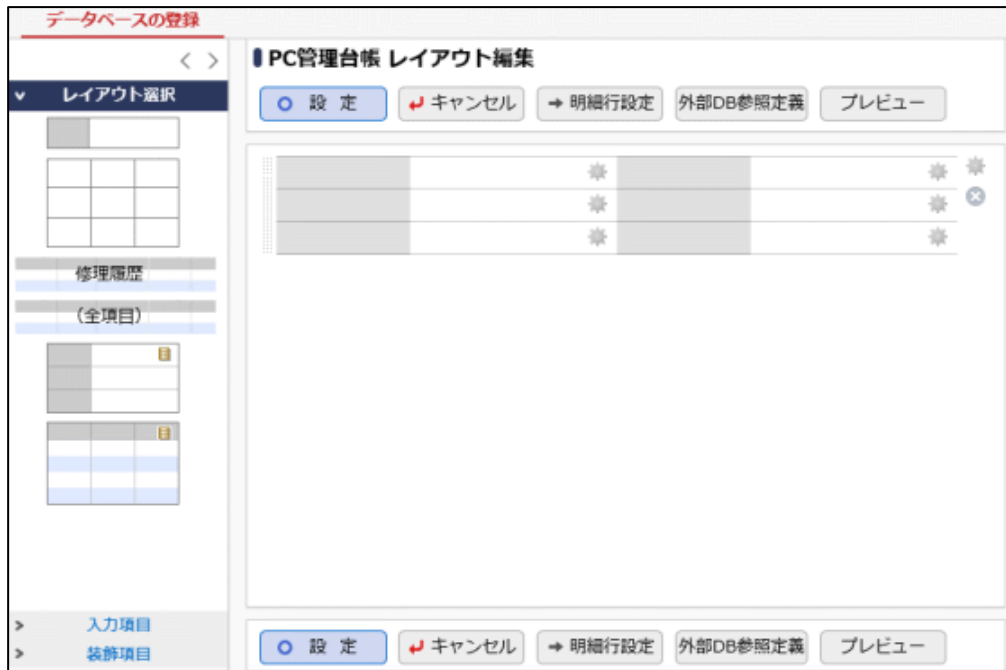 データベースの登録
レイアウト選択
修理履歴
(全項目)
入力項目
装飾項目
PC管理台帳 レイアウト編集
設 定 キャンセル 明細行設定 外部DB参照定義 プレビュー
設 定 キャンセル 明細行設定 外部DB参照定義 プレビュー